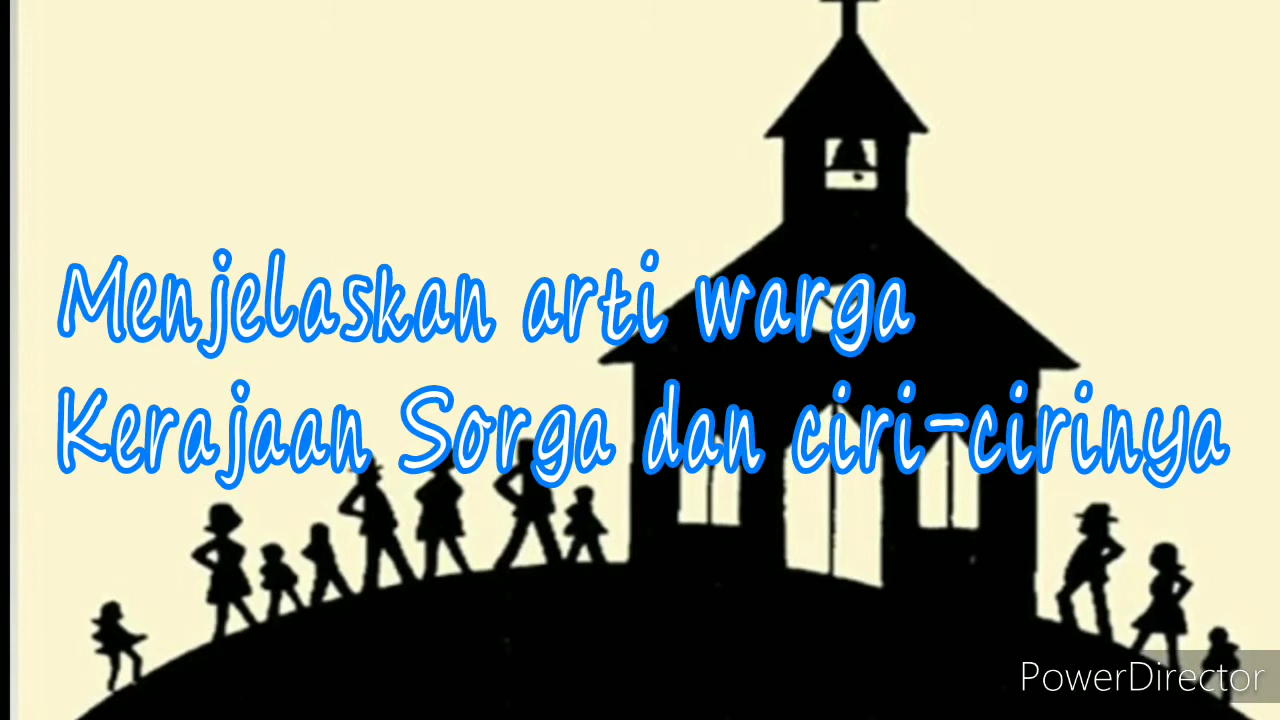 Menjelaskan arti warga
Kerajaan Sorga dan ciri-cirinya
PowerDirector